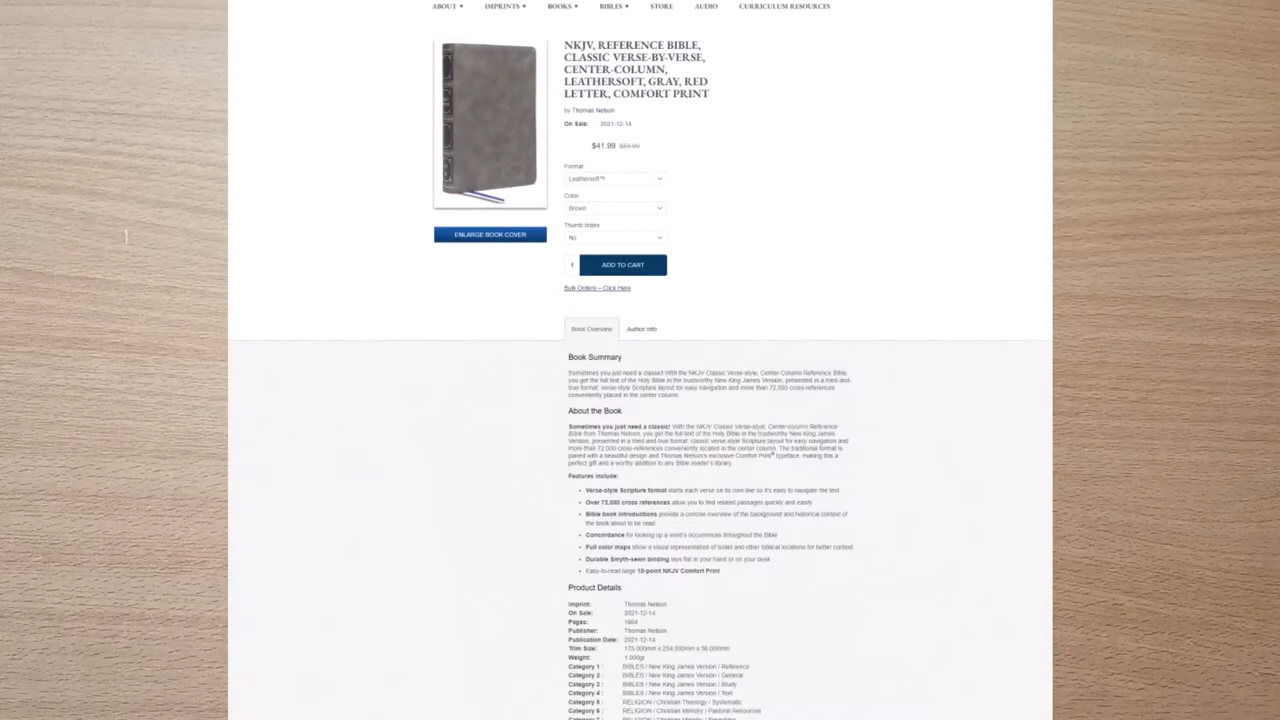 ABOUT ▾ IMPRINTS ▾ BOOKS ▾ BIBLES ▾ STORE AUDIO CURRICULUM RESOURCES
NKJV, REFERENCE BIBLE,
CLASSIC VERSE-BY-VERSE,
CENTER-COLUMN,
LEATHERSOFT, GRAY, RED
LETTER, COMFORT PRINT
by Thomas Nelson
On Sale: 2021-12-14
$41.99 $59.99
Format
Leathersoft™
Color
Brown
Thumb Index
No
ENLARGE BOOK COVER
1 ADD TO CART
Bulk Orders – Click Here
Book Overview Author Info
Book Summary
Sometimes you just need a classic! With the NKJV Classic Verse-style, Center-Column Reference Bible,
you get the full text of the Holy Bible in the trustworthy New King James Version, presented in a tried-and-
true format: verse-style Scripture layout for easy navigation and more than 72,000 cross-references
conveniently placed in the center column.
About the Book
Sometimes you just need a classic! With the NKJV Classic Verse-style, Center-column Reference
Bible from Thomas Nelson, you get the full text of the Holy Bible in the trustworthy New King James
Version, presented in a tried-and-true format: classic verse-style Scripture layout for easy navigation and
more than 72,000 cross-references conveniently located in the center column. The traditional format is
paired with a beautiful design and Thomas Nelson's exclusive Comfort Print® typeface, making this a
perfect gift and a worthy addition to any Bible reader's library.
Features include:
• Verse-style Scripture format starts each verse on its own line so it's easy to navigate the text
• Over 72,000 cross references allow you to find related passages quickly and easily
• Bible book introductions provide a concise overview of the background and historical context of
the book about to be read
• Concordance for looking up a word's occurrences throughout the Bible
• Full color maps show a visual representation of Israel and other biblical locations for better context
• Durable Smyth-sewn binding lays flat in your hand or on your desk
• Easy-to-read large 10-point NKJV Comfort Print
Product Details
Imprint: Thomas Nelson
On Sale: 2021-12-14
Pages: 1664
Publisher: Thomas Nelson
Publication Date: 2021-12-14
Trim Size: 175.000mm x 254.000mm x 38.000mm
Weight: 1.000gr
Category 1 : BIBLES / New King James Version / Reference
Category 2 : BIBLES / New King James Version / General
Category 3 : BIBLES / New King James Version / Study
Category 4 : BIBLES / New King James Version / Text
Category 5 : RELIGION / Christian Theology / Systematic
Category 6 : RELIGION / Christian Ministry / Pastoral Resources